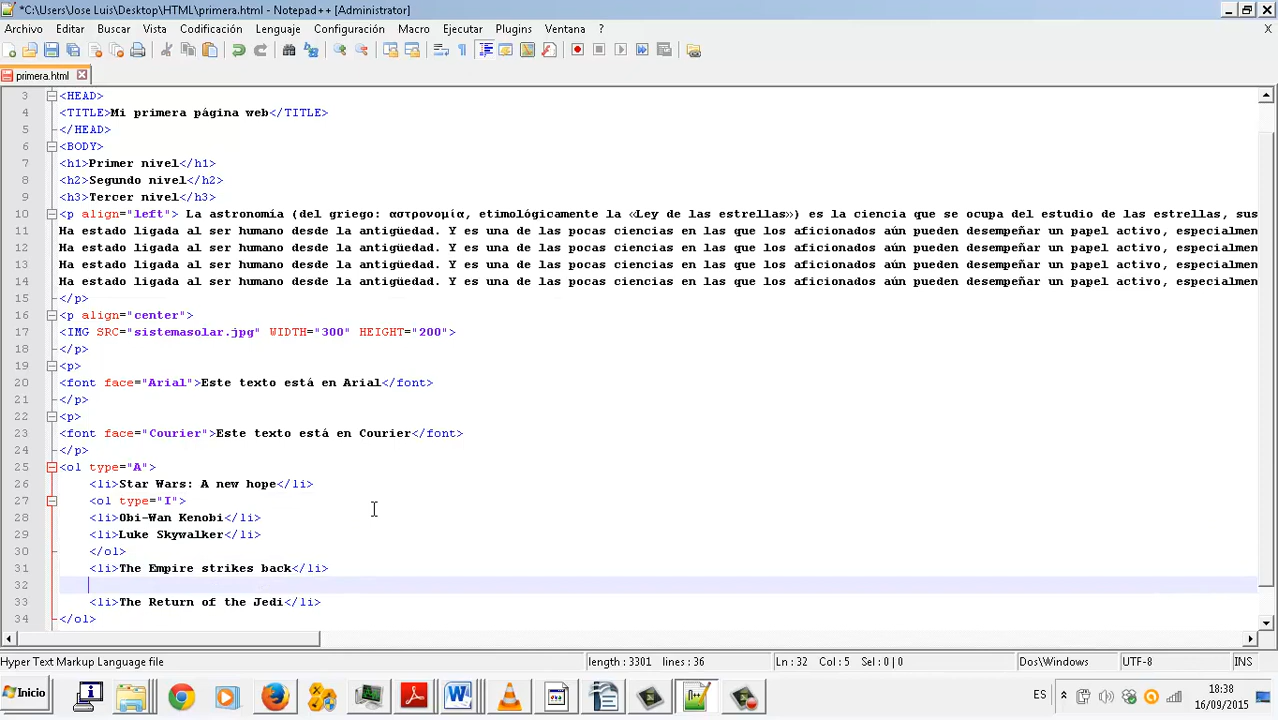 *C:\Users\Jose Luis\Desktop\HTML\primera.html - Notepad++ [Administrator]
Archivo Editar Buscar Vista Codificación Lenguaje Configuración Macro Ejecutar Plugins Ventana ? X
primera.html
3 <HEAD>
4 <TITLE>Mi primera página web</TITLE>
5 </HEAD>
6 <BODY>
7 <h1>Primer nivel</h1>
8 <h2>Segundo nivel</h2>
9 <h3>Tercer nivel</h3>
10 <p align="left"> La astronomía (del griego: αστρονομία, etimológicamente la «Ley de las estrellas») es la ciencia que se ocupa del estudio de las estrellas, sus
11 Ha estado ligada al ser humano desde la antigüedad. Y es una de las pocas ciencias en las que los aficionados aún pueden desempeñar un papel activo, especialmen
12 Ha estado ligada al ser humano desde la antigüedad. Y es una de las pocas ciencias en las que los aficionados aún pueden desempeñar un papel activo, especialmen
13 Ha estado ligada al ser humano desde la antigüedad. Y es una de las pocas ciencias en las que los aficionados aún pueden desempeñar un papel activo, especialmen
14 Ha estado ligada al ser humano desde la antigüedad. Y es una de las pocas ciencias en las que los aficionados aún pueden desempeñar un papel activo, especialmen
15 </p>
16 <p align="center">
17 <IMG SRC="sistemasolar.jpg" WIDTH="300" HEIGHT="200">
18 </p>
19 <p>
20 <font face="Arial">Este texto está en Arial</font>
21 </p>
22 <p>
23 <font face="Courier">Este texto está en Courier</font>
24 </p>
25 <ol type="A">
26 <li>Star Wars: A new hope</li>
27 <ol type="I">
28 <li>Obi-Wan Kenobi</li>
29 <li>Luke Skywalker</li>
30 </ol>
31 <li>The Empire strikes back</li>
32
33 <li>The Return of the Jedi</li>
34 </ol>
Hyper Text Markup Language file length : 3301 lines : 36 Ln : 32 Col : 5 Sel : 0 | 0 Dos\Windows UTF-8 INS
Inicio ES 18:38
16/09/2015